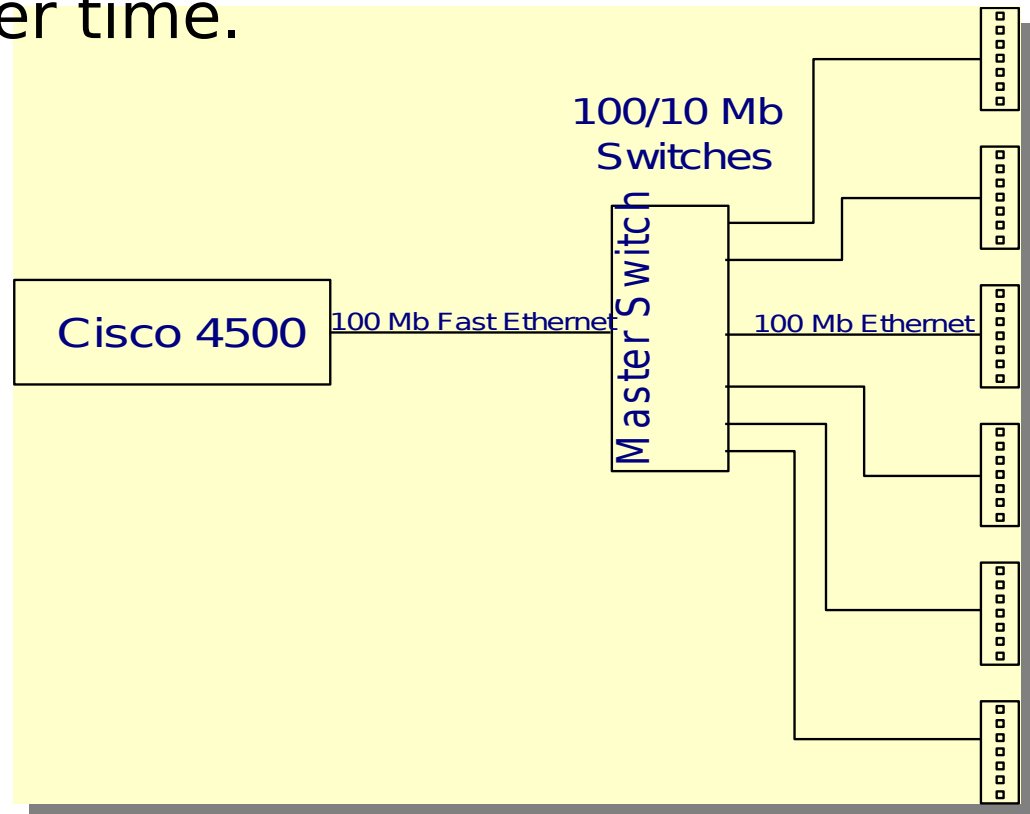 er time.
100/10 Mb
Switches
Master Switch
Cisco 4500
100 Mb Fast Ethernet
100 Mb Ethernet